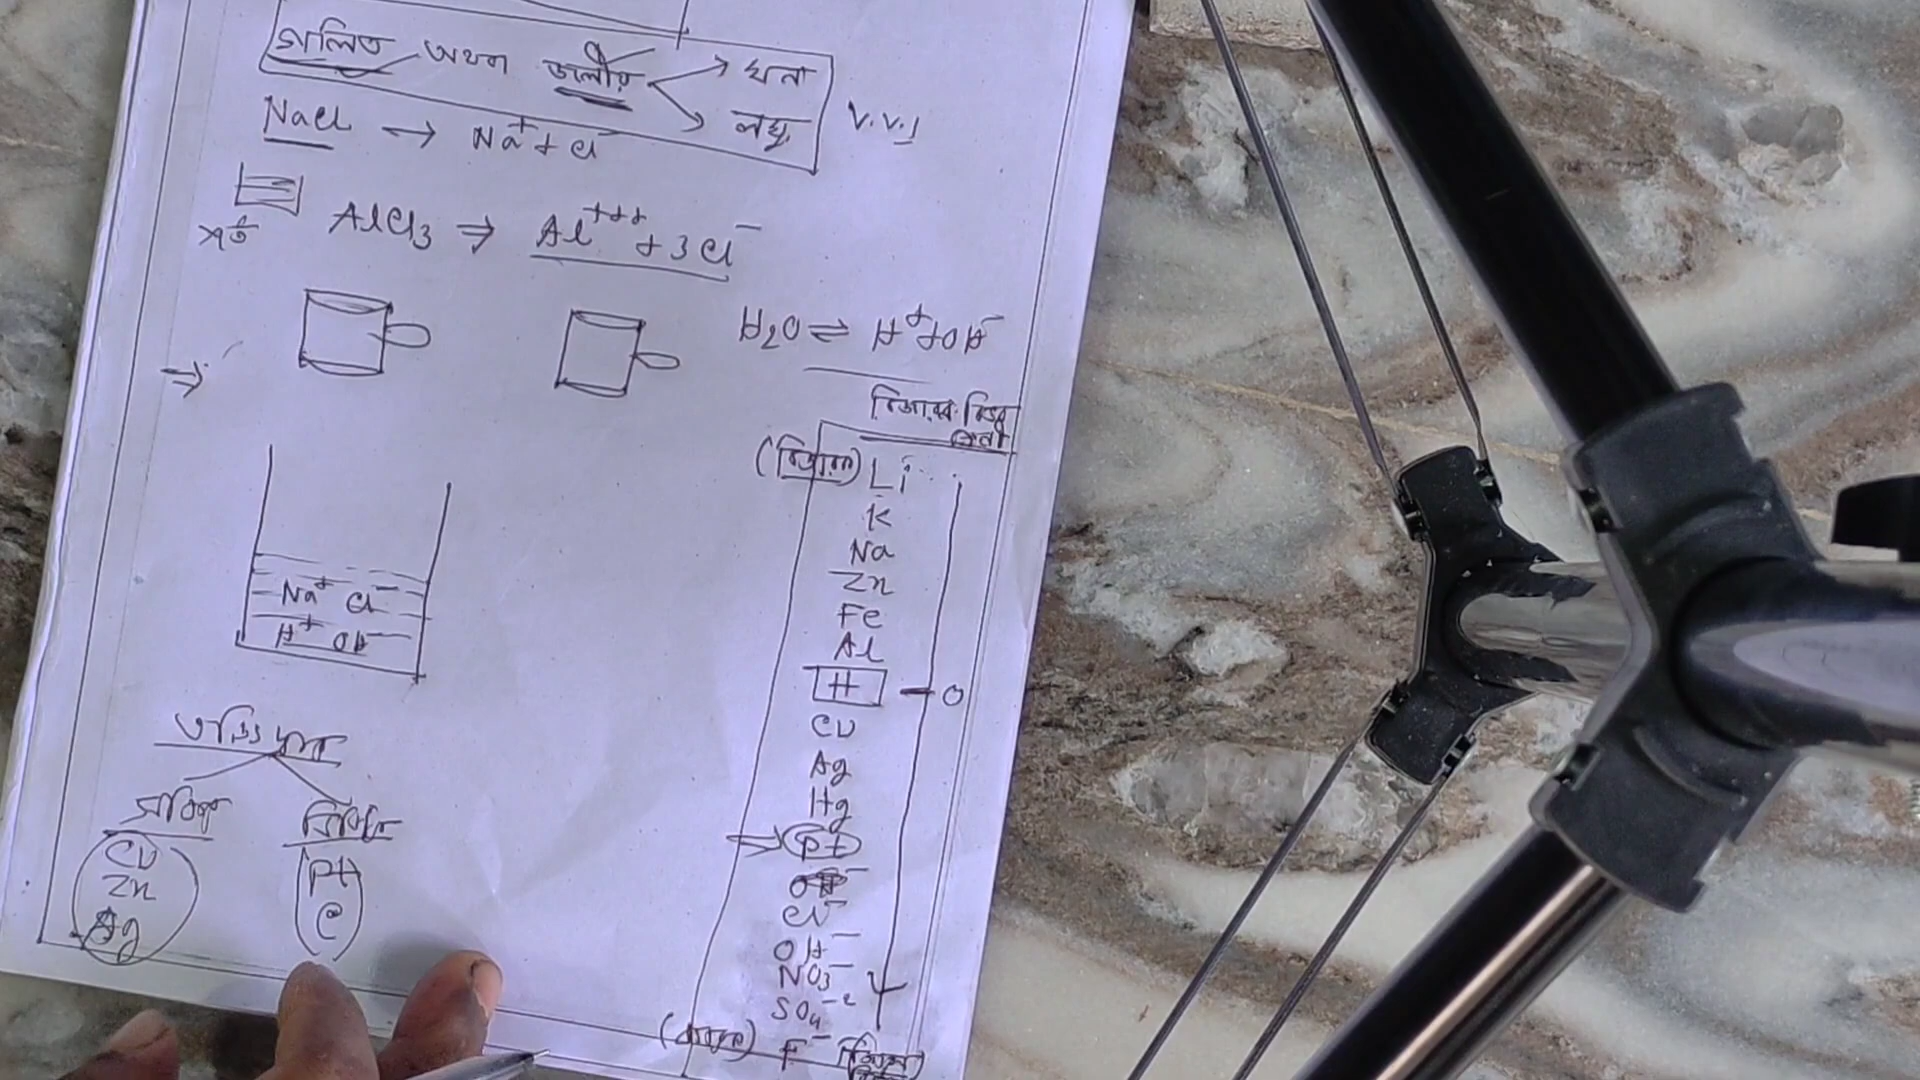 গলিত অথবা জলীয় → ঘন
লঘু
V.V.I
NaCl → Na⁺ + Cl⁻
শর্ত
AlCl₃ ⇒ Al⁺⁺⁺ + 3Cl⁻
H₂O ⇌ H⁺ + OH⁻
(বিজারক)
Li
K
Na
Zn
Fe
Al
H – 0
Cu
Ag
Hg
⇒ Pt
Cl⁻
OH⁻
NO₃⁻
SO₄⁻²
F⁻
Na⁺ Cl⁻
H⁺ OH⁻
তড়িৎদ্বার
সক্রিয়
Cu
Zn
Ag
নিষ্ক্রিয়
Pt
C